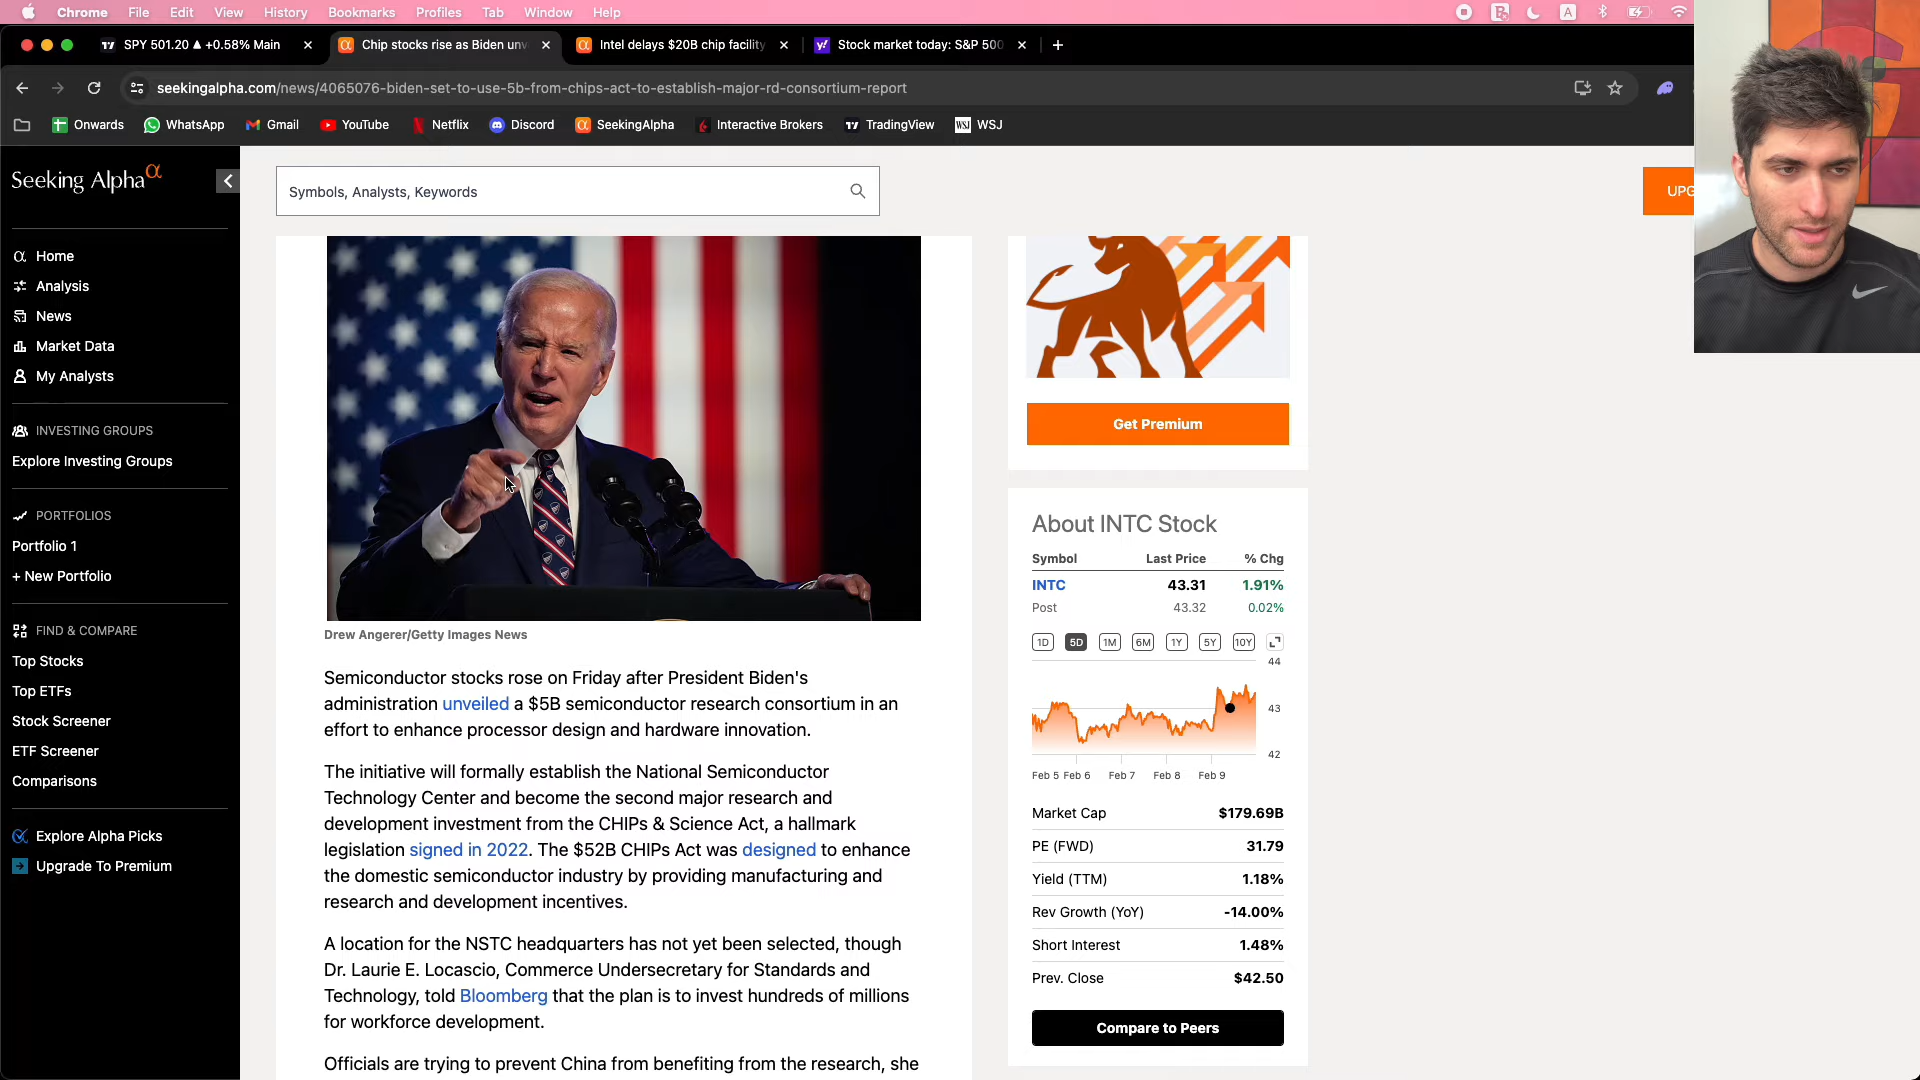 Chrome File Edit View History Bookmarks Profiles Tab Window Help
SPY 501.20 ▲ +0.58% Main
Chip stocks rise as Biden unv
Intel delays $20B chip facility
Stock market today: S&P 500
seekingalpha.com/news/4065076-biden-set-to-use-5b-from-chips-act-to-establish-major-rd-consortium-report
Onwards WhatsApp Gmail YouTube Netflix Discord SeekingAlpha Interactive Brokers TradingView WSJ WSJ
Seeking Alpha α
Symbols, Analysts, Keywords
UPG
Home
Analysis
News
Market Data
My Analysts
INVESTING GROUPS
Explore Investing Groups
PORTFOLIOS
Portfolio 1
+ New Portfolio
FIND & COMPARE
Top Stocks
Top ETFs
Stock Screener
ETF Screener
Comparisons
Explore Alpha Picks
Upgrade To Premium
Drew Angerer/Getty Images News
Semiconductor stocks rose on Friday after President Biden's
administration unveiled a $5B semiconductor research consortium in an
effort to enhance processor design and hardware innovation.
The initiative will formally establish the National Semiconductor
Technology Center and become the second major research and
development investment from the CHIPs & Science Act, a hallmark
legislation signed in 2022. The $52B CHIPs Act was designed to enhance
the domestic semiconductor industry by providing manufacturing and
research and development incentives.
A location for the NSTC headquarters has not yet been selected, though
Dr. Laurie E. Locascio, Commerce Undersecretary for Standards and
Technology, told Bloomberg that the plan is to invest hundreds of millions
for workforce development.
Officials are trying to prevent China from benefiting from the research, she
Get Premium
About INTC Stock
Symbol Last Price % Chg
INTC 43.31 1.91%
Post 43.32 0.02%
1D 5D 1M 6M 1Y 5Y 10Y
44
43
42
Feb 5 Feb 6 Feb 7 Feb 8 Feb 9
Market Cap $179.69B
PE (FWD) 31.79
Yield (TTM) 1.18%
Rev Growth (YoY) -14.00%
Short Interest 1.48%
Prev. Close $42.50
Compare to Peers